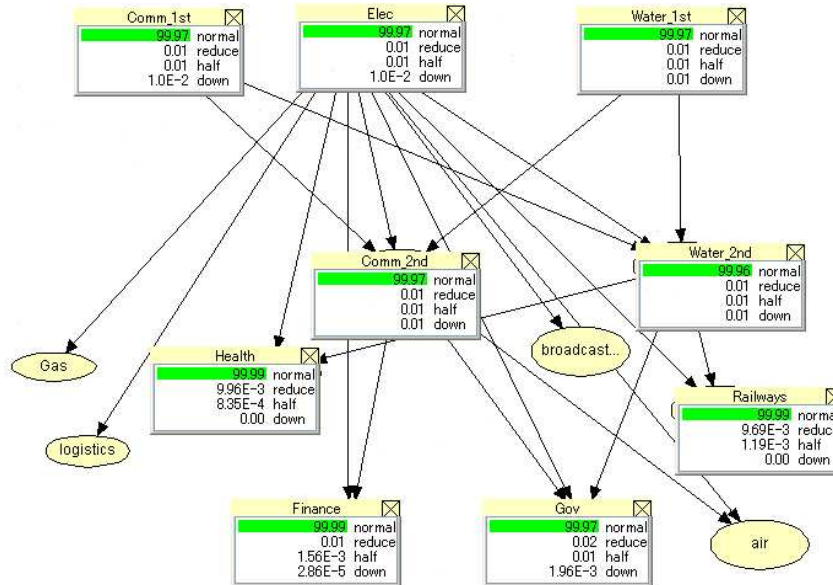 Comm_1st
99.97 normal
0.01 reduce
0.01 half
1.0E-2 down
Elec
99.97 normal
0.01 reduce
0.01 half
1.0E-2 down
Water_1st
99.97 normal
0.01 reduce
0.01 half
0.01 down
Comm_2nd
99.97 normal
0.01 reduce
0.01 half
0.01 down
Water_2nd
99.96 normal
0.01 reduce
0.01 half
0.01 down
Gas
Health
99.99 normal
9.96E-3 reduce
8.35E-4 half
0.00 down
broadcast...
Railways
99.99 norma
9.69E-3 reduce
1.19E-3 half
0.00 down
logistics
Finance
99.99 normal
0.01 reduce
1.56E-3 half
2.86E-5 down
Gov
99.97 normal
0.02 reduce
0.01 half
1.96E-3 down
air